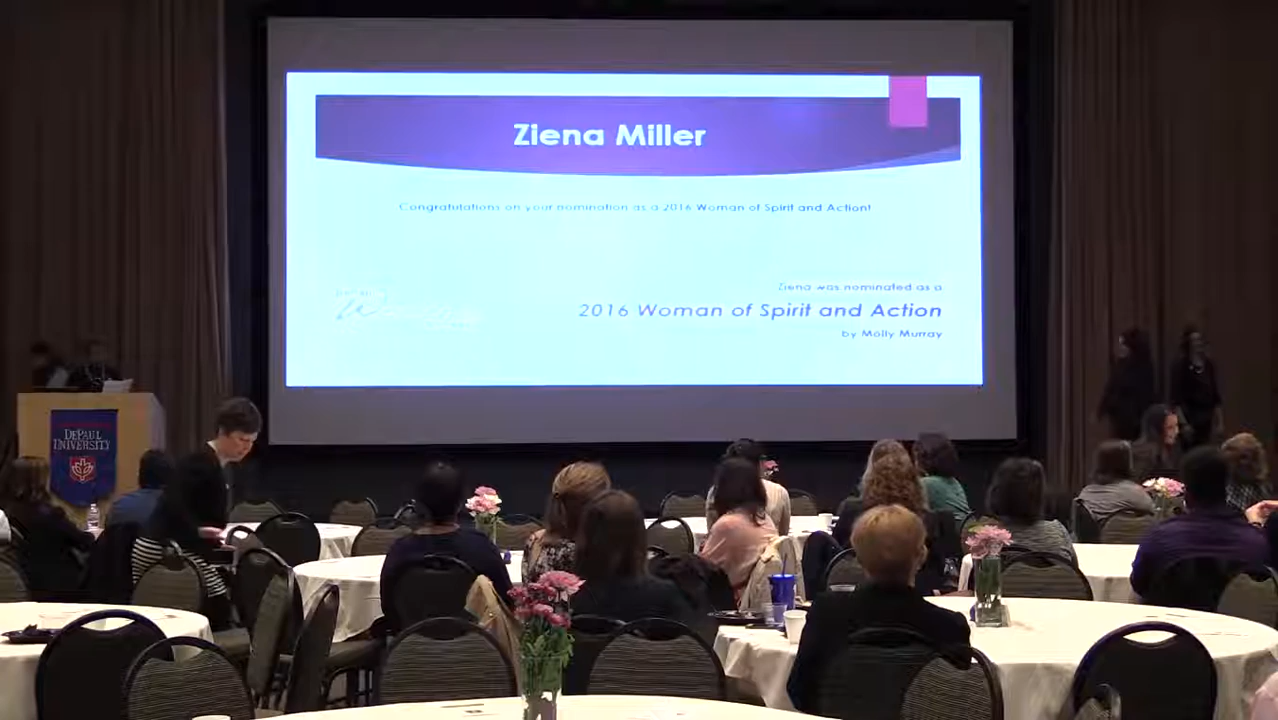 Ziena Miller
Congratulations on your nomination as a 2016 Woman of Spirit and Action!
Ziena was nominated as a
2016 Woman of Spirit and Action
by Molly Murray
DEPAUL
UNIVERSITY